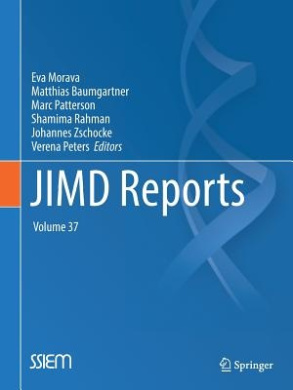 Eva Morava
Matthias Baumgartner
Marc Patterson
Shamima Rahman
Johannes Zschocke
Verena Peters Editors
JIMD Reports
Volume 37
SSIEM
Springer